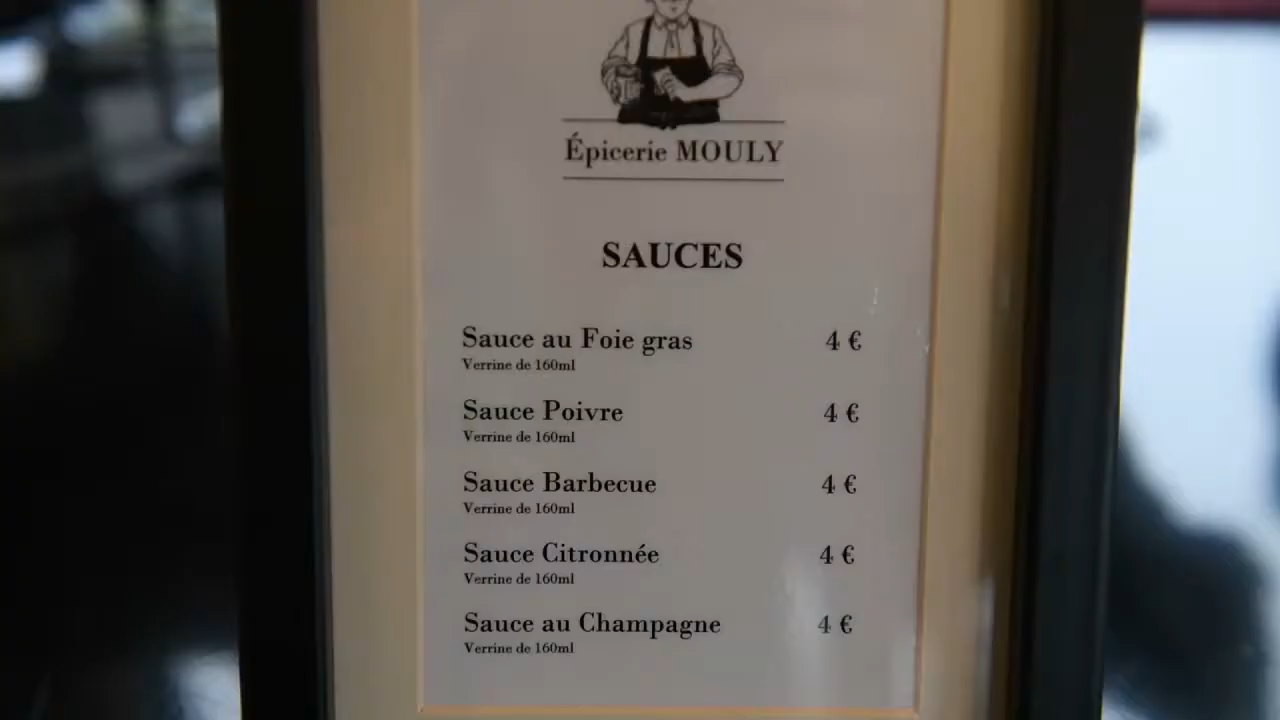 Épicerie MOULY
SAUCES
Sauce au Foie gras 4 €
Verrine de 160ml
Sauce Poivre 4 €
Verrine de 160ml
Sauce Barbecue 4 €
Verrine de 160ml
Sauce Citronnée 4 €
Verrine de 160ml
Sauce au Champagne 4 €
Verrine de 160ml